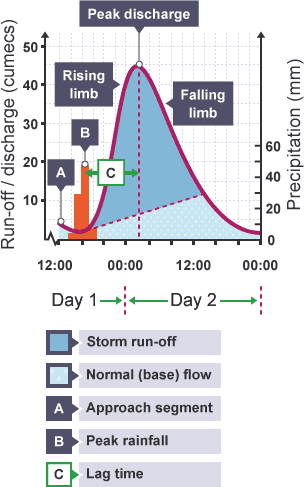 Peak discharge
Run-off / discharge (cumecs)
50
40
30
20
10
Rising
limb
Falling
limb
A
B
C
Precipitation (mm)
60
40
20
0
12:00
00:00
12:00
00:00
Day 1
Day 2
Storm run-off
Normal (base) flow
A
Approach segment
B
Peak rainfall
C
Lag time